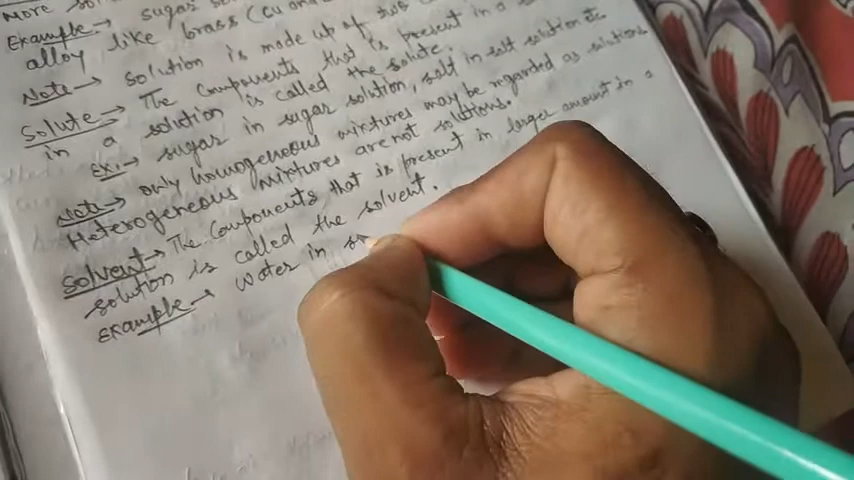 More
Example → sugar
alloy like brass (Cu an
Note → solution is made up of
Solute → The Components that is present in a
in a solution is called the solute.
Ex:→ sugar in sugar solution, salt in salt solution etc
Note → only homogeneous mixtures may be regarded as solutions
Heterogeneous mixtures are not solutions.
Solvent → The Components that is present in larger amount in a
solution is called the solvent.
Example → Water in